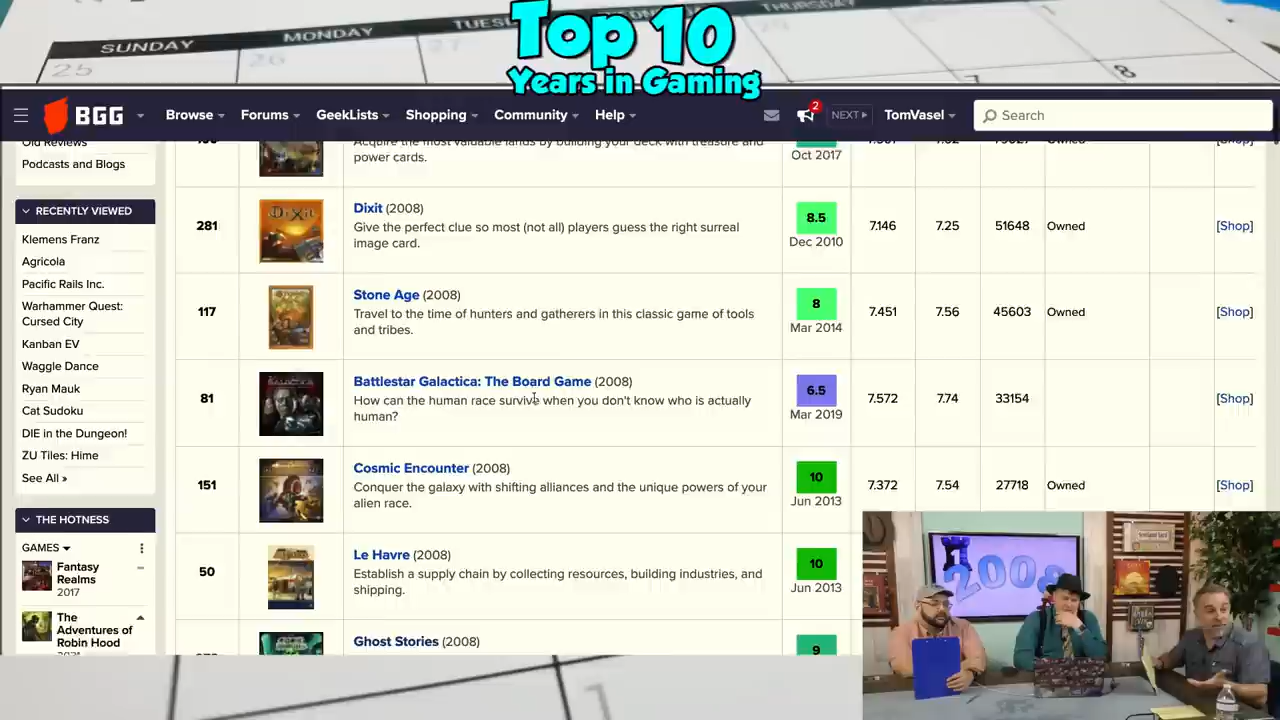 Top 10
Years in Gaming
SUNDAY
MONDAY
THURSDAY
25
26
27
7
8
1
BGG
Browse
Forums
GeekLists
Shopping
Community
Help
2
NEXT
TomVasel
Search
Old Reviews
Podcasts and Blogs
RECENTLY VIEWED
Klemens Franz
Agricola
Pacific Rails Inc.
Warhammer Quest:
Cursed City
Kanban EV
Waggle Dance
Ryan Mauk
Cat Sudoku
DIE in the Dungeon!
ZU Tiles: Hime
See All »
THE HOTNESS
GAMES
Fantasy
Realms
2017
The
Adventures of
Robin Hood
Acquire the most valuable lands by building your deck with treasure and
power cards.
Oct 2017
[Shop]
281
Dixit (2008)
Give the perfect clue so most (not all) players guess the right surreal
image card.
8.5
Dec 2010
7.146
7.25
51648
Owned
[Shop]
117
Stone Age (2008)
Travel to the time of hunters and gatherers in this classic game of tools
and tribes.
8
Mar 2014
7.451
7.56
45603
Owned
[Shop]
81
Battlestar Galactica: The Board Game (2008)
How can the human race survive when you don't know who is actually
human?
6.5
Mar 2019
7.572
7.74
33154
[Shop]
151
Cosmic Encounter (2008)
Conquer the galaxy with shifting alliances and the unique powers of your
alien race.
10
Jun 2013
7.372
7.54
27718
Owned
[Shop]
50
Le Havre (2008)
Establish a supply chain by collecting resources, building industries, and
shipping.
10
Jun 2013
Ghost Stories (2008)
9
2008